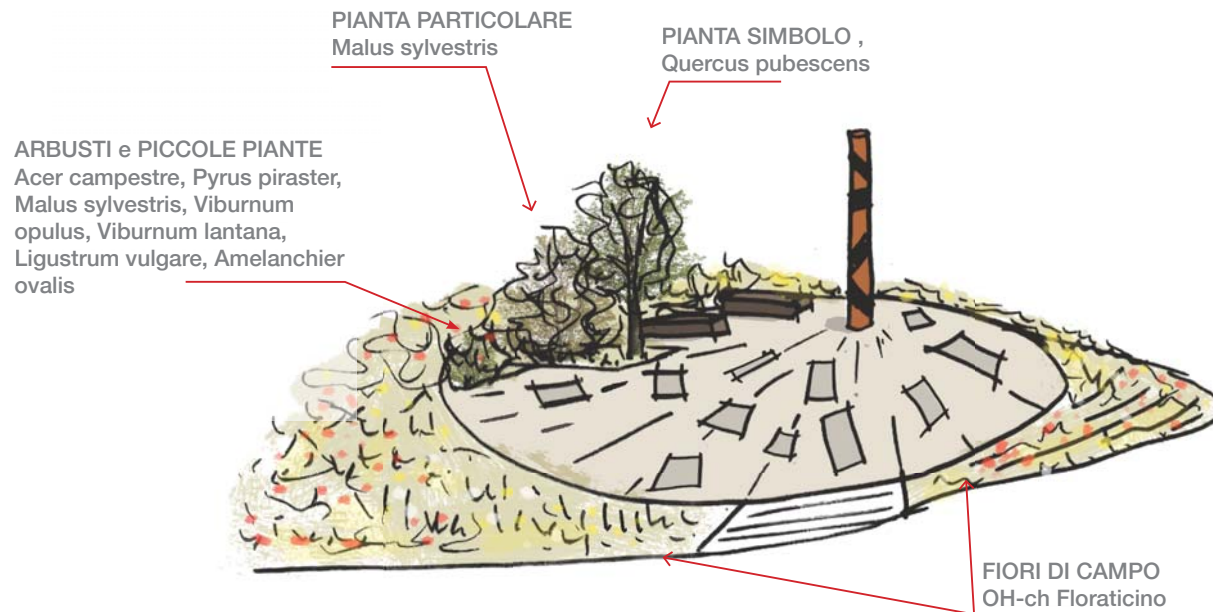 PIANTA PARTICOLARE
Malus sylvestris
PIANTA SIMBOLO ,
Quercus pubescens
ARBUSTI e PICCOLE PIANTE
Acer campestre, Pyrus piraster,
Malus sylvestris, Viburnum
opulus, Viburnum lantana,
Ligustrum vulgare, Amelanchier
ovalis
FIORI DI CAMPO
OH-ch Floraticino